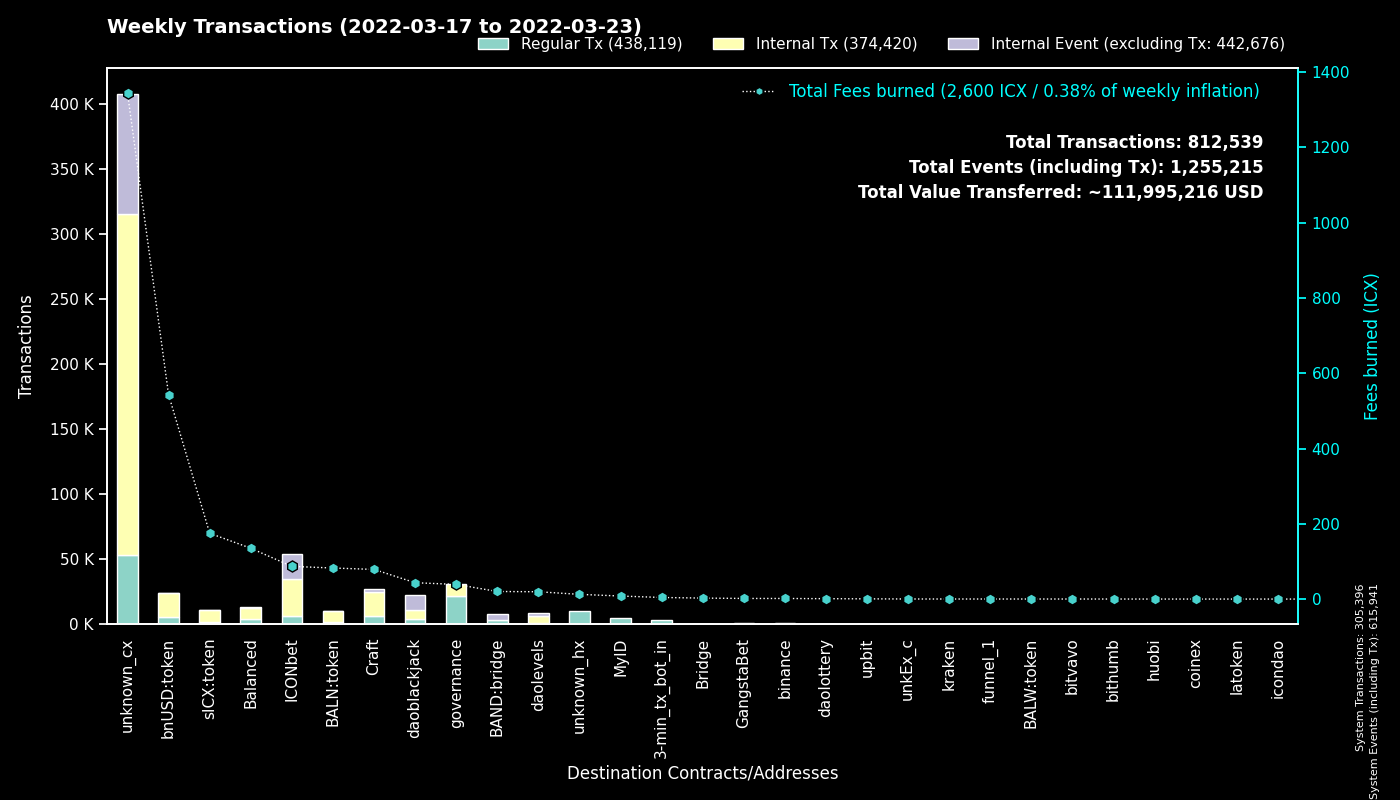 Weekly Transactions (2022-03-17 to 2022-03-23)
Regular Tx (438,119)
Internal Tx (374,420)
Internal Event (excluding Tx: 442,676)
Total Fees burned (2,600 ICX / 0.38% of weekly inflation)
Total Transactions: 812,539
Total Events (including Tx): 1,255,215
Total Value Transferred: ~111,995,216 USD
Transactions
400 K
350 K
300 K
250 K
200 K
150 K
100 K
50 K
0 K
1400
1200
1000
800
600
400
200
0
Fees burned (ICX)
unknown_cx
bnUSD:token
sICX:token
Balanced
ICONbet
BALN:token
Craft
daoblackjack
governance
BAND:bridge
daolevels
unknown_hx
MyID
3-min_tx_bot_in
Bridge
GangstaBet
binance
daolottery
upbit
unkEx_c
kraken
funnel_1
BALW:token
bitvavo
bithumb
huobi
coinex
latoken
icondao
Destination Contracts/Addresses
System Transactions: 305,396
System Events (including Tx): 615,941